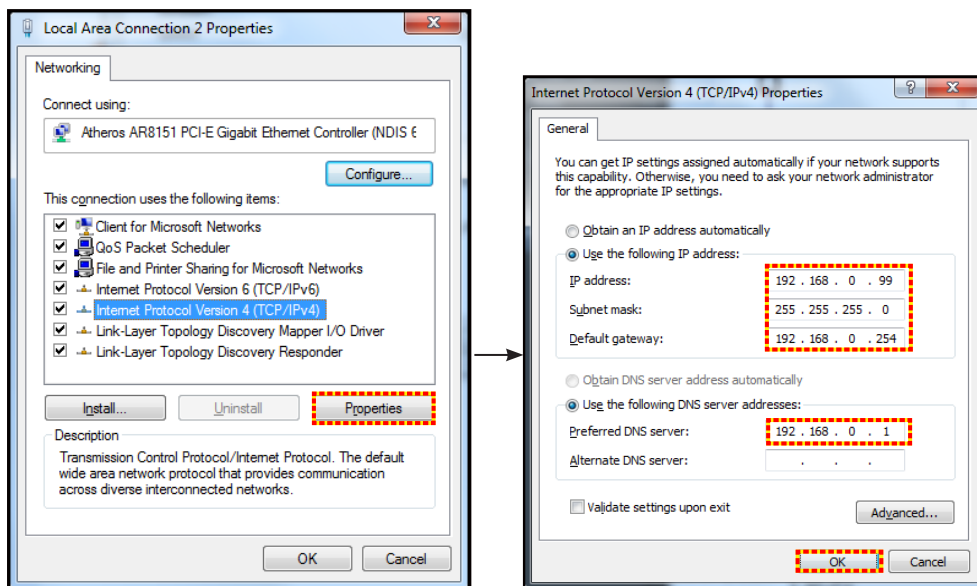 Local Area Connection 2 Properties
Networking
Connect using:
Atheros AR8151 PCI-E Gigabit Ethernet Controller (NDIS 6
Configure...
This connection uses the following items:
Client for Microsoft Networks
QoS Packet Scheduler
File and Printer Sharing for Microsoft Networks
Internet Protocol Version 6 (TCP/IPv6)
Internet Protocol Version 4 (TCP/IPv4)
Link-Layer Topology Discovery Mapper I/O Driver
Link-Layer Topology Discovery Responder
Install... Uninstall Properties
Description
Transmission Control Protocol/Internet Protocol. The default
wide area network protocol that provides communication
across diverse interconnected networks.
OK Cancel
Internet Protocol Version 4 (TCP/IPv4) Properties
General
You can get IP settings assigned automatically if your network supports
this capability. Otherwise, you need to ask your network administrator
for the appropriate IP settings.
Obtain an IP address automatically
Use the following IP address:
IP address: 192 . 168 . 0 . 99
Subnet mask: 255 . 255 . 255 . 0
Default gateway: 192 . 168 . 0 . 254
Obtain DNS server address automatically
Use the following DNS server addresses:
Preferred DNS server: 192 . 168 . 0 . 1
Alternate DNS server: . . .
Validate settings upon exit
Advanced...
OK Cancel